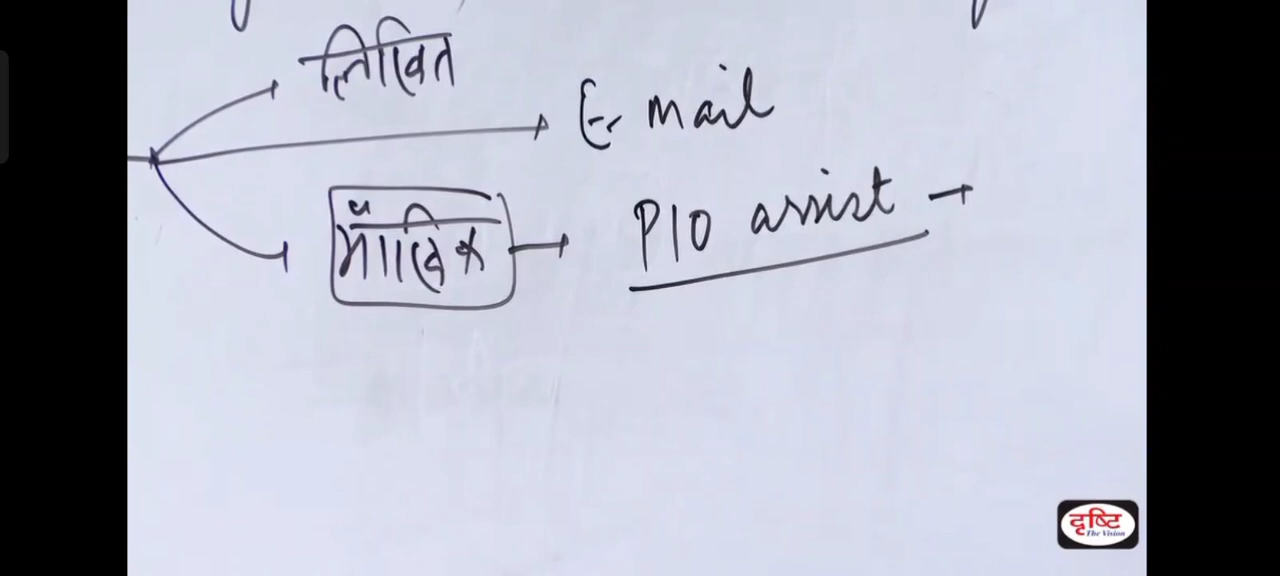 लिखित
E-mail
मौखिक → PIO assist →
दृष्टि
The Vision